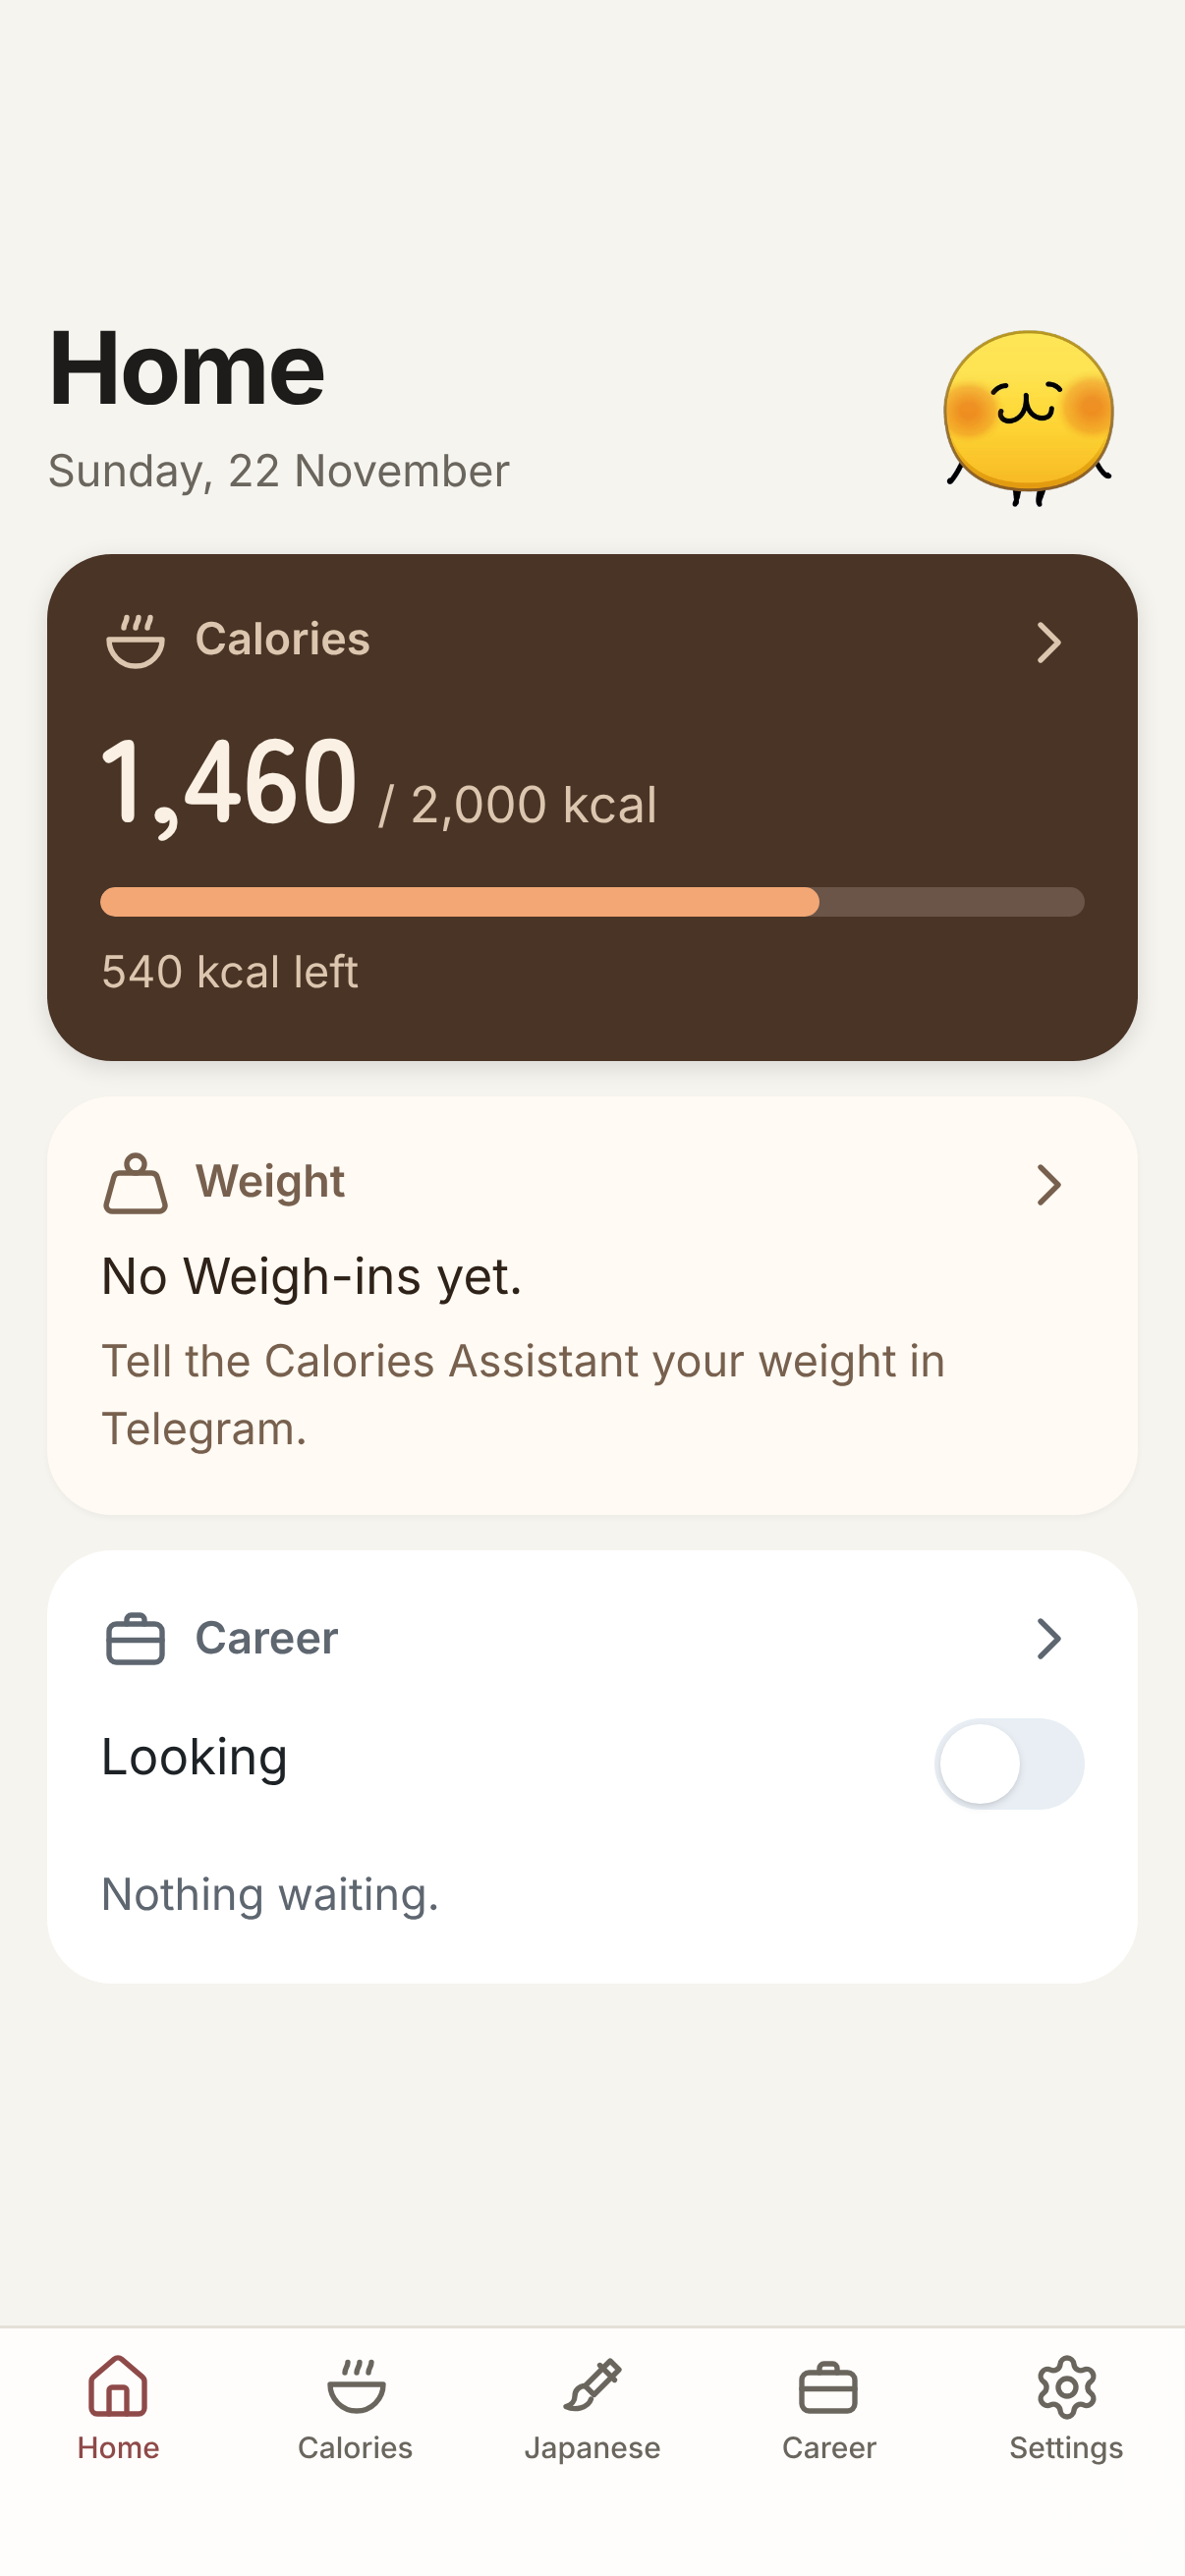 Home
Sunday, 22 November
Calories
1,460 / 2,000 kcal
540 kcal left
Weight
No Weigh-ins yet.
Tell the Calories Assistant your weight in
Telegram.
Career
Looking
Nothing waiting.
Home
Calories
Japanese
Career
Settings